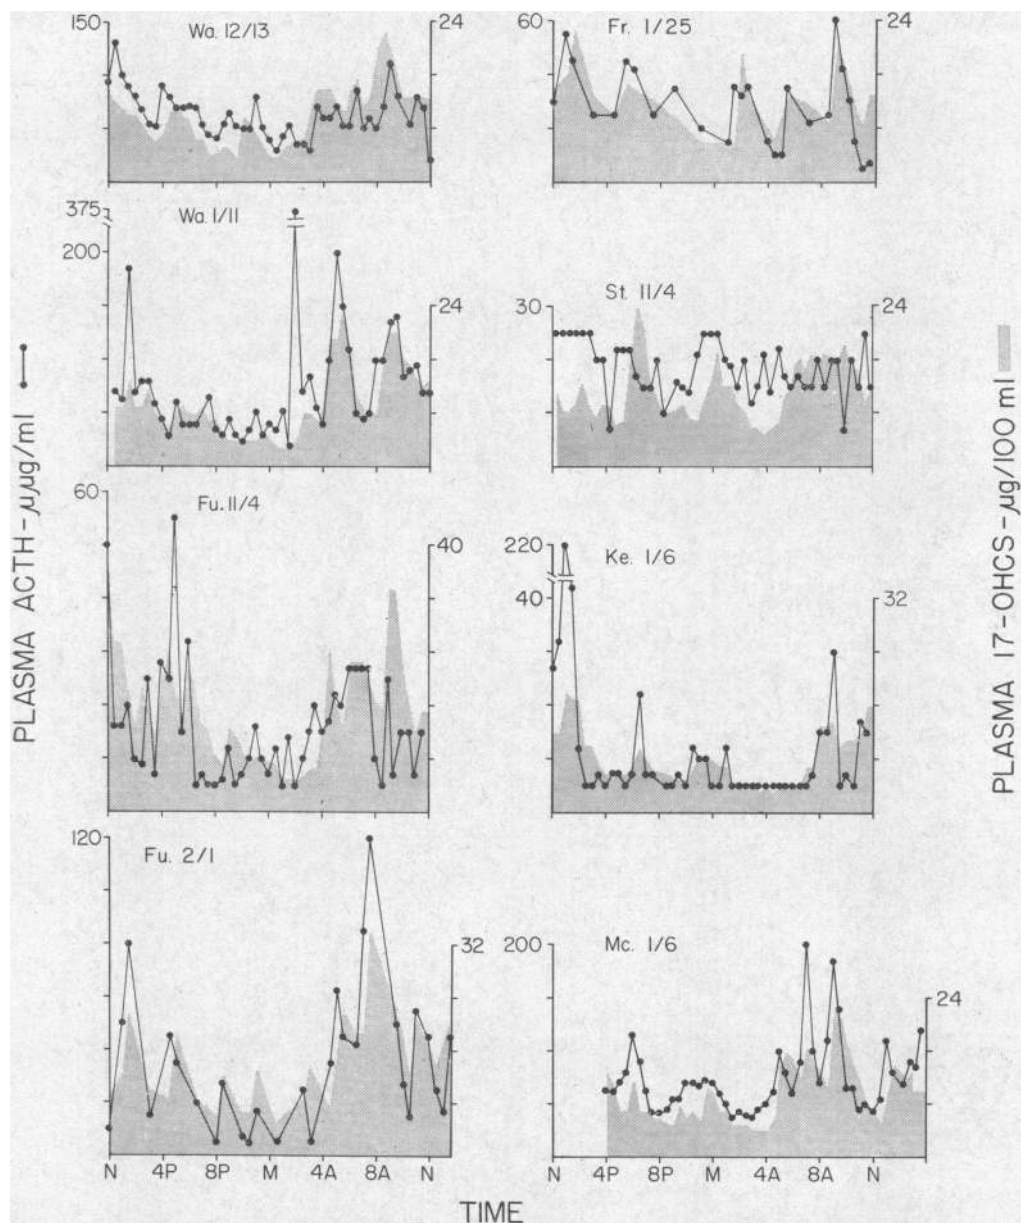 PLASMA ACTH-μμg/ml
PLASMA 17-OHCS-μg/100 ml
Wa. 12/13
150
24
Fr. 1/25
60
24
Wa. 1/11
375
200
24
St. 11/4
30
24
Fu. 11/4
60
40
Ke. 1/6
220
40
32
Fu. 2/1
120
32
N 4P 8P M 4A 8A N
Mc. 1/6
200
24
N 4P 8P M 4A 8A N
TIME